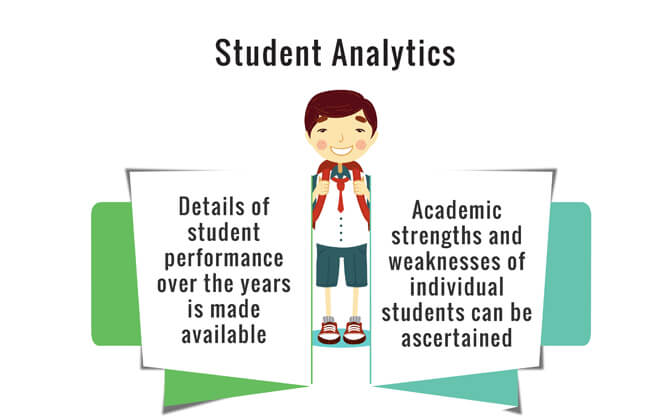 Student Analytics
Details of
student
performance
over the years
is made
available
Academic
strengths and
weaknesses of
individual
students can be
ascertained